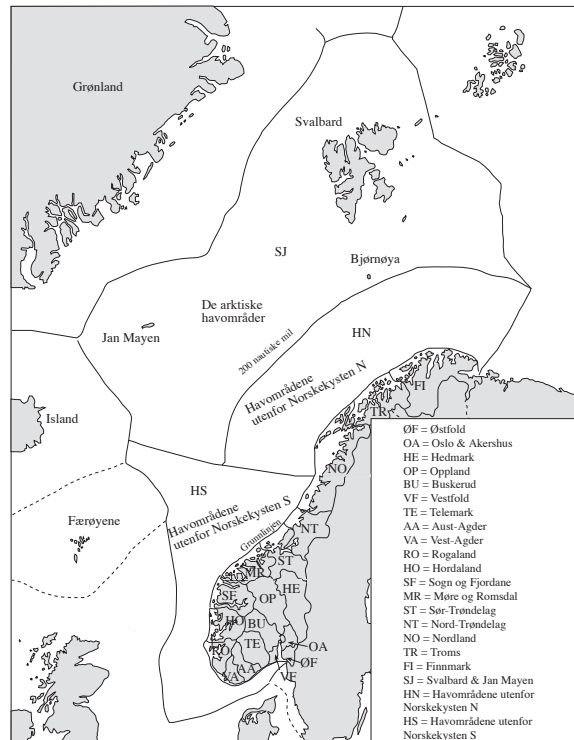 Grønland
Svalbard
SJ
Bjørnøya
De arktiske
havområder
Jan Mayen
HN
200 nautiske mil
Havområdene
utenfor Norskekysten N
FI
TR
Island
NO
HS
Havområdene
utenfor Norskekysten S
Færøyene
Grunnlinjen
NT
ST
MR
HE
SF
OP
HO
BU
TE
RO
OA
ØF
AA
VA
VF
ØF = Østfold
OA = Oslo & Akershus
HE = Hedmark
OP = Oppland
BU = Buskerud
VF = Vestfold
TE = Telemark
AA = Aust-Agder
VA = Vest-Agder
RO = Rogaland
HO = Hordaland
SF = Sogn og Fjordane
MR = Møre og Romsdal
ST = Sør-Trøndelag
NT = Nord-Trøndelag
NO = Nordland
TR = Troms
FI = Finnmark
SJ = Svalbard & Jan Mayen
HN = Havområdene utenfor
Norskekysten N
HS = Havområdene utenfor
Norskekysten S